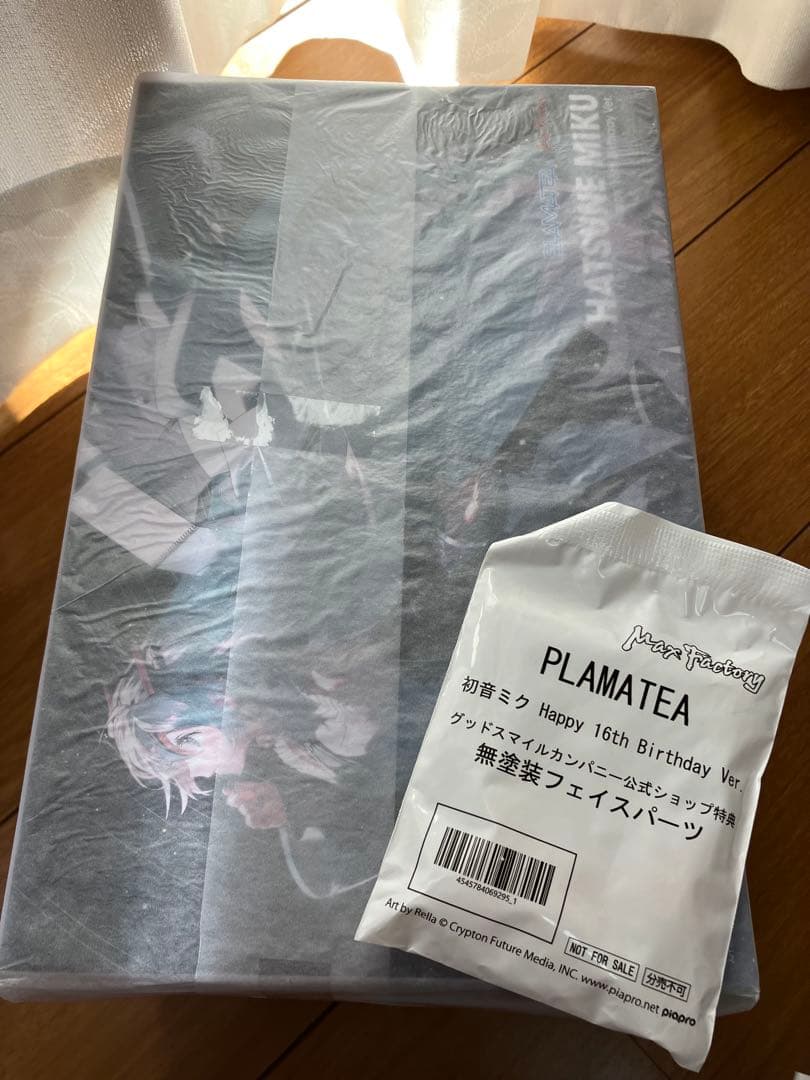 HATSUNE MIKU
PLAMATEA
Max Factory
PLAMATEA
初音ミク Happy 16th Birthday Ver.
グッドスマイルカンパニー公式ショップ特典
無塗装フェイスパーツ
4545784069295_1
Art by Rella © Crypton Future Media, INC. www.piapro.net piapro
NOT FOR SALE
分売不可